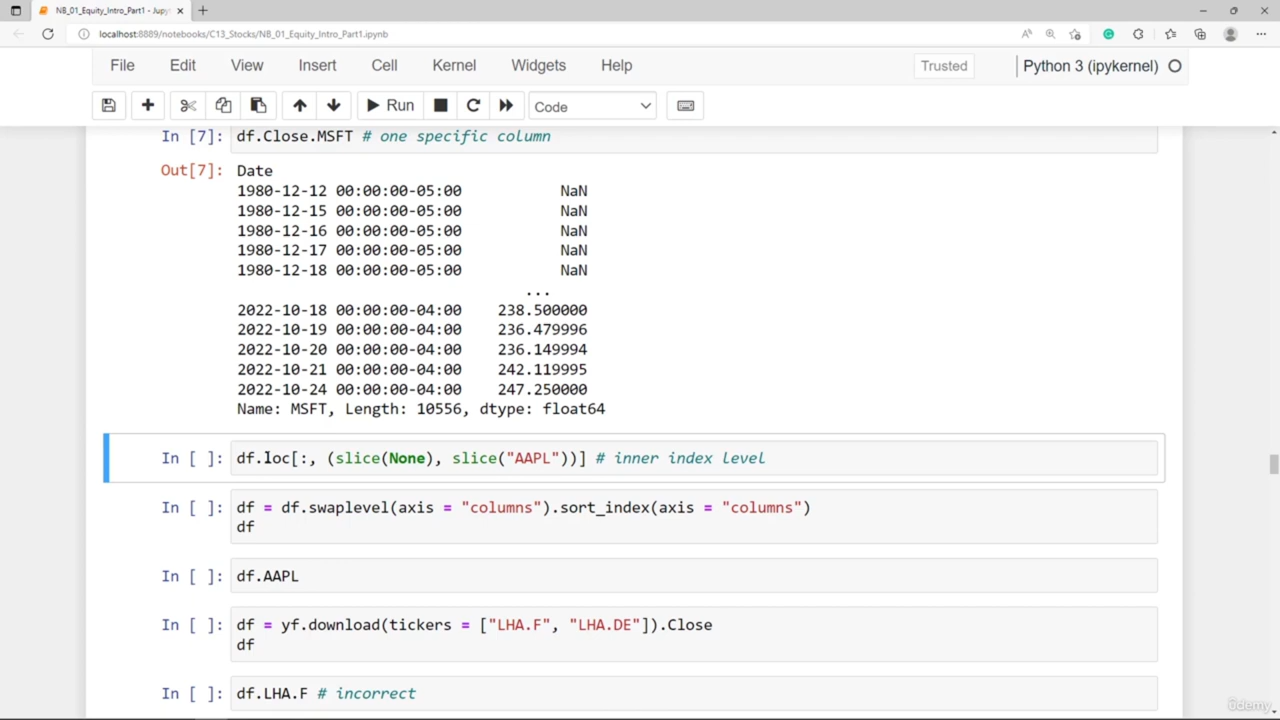 NB_01_Equity_Intro_Part1 - Jupy
localhost:8889/notebooks/C13_Stocks/NB_01_Equity_Intro_Part1.ipynb
File Edit View Insert Cell Kernel Widgets Help Trusted Python 3 (ipykernel)
Run Code
In [7]: df.Close.MSFT # one specific column
Out[7]: Date
1980-12-12 00:00:00-05:00 NaN
1980-12-15 00:00:00-05:00 NaN
1980-12-16 00:00:00-05:00 NaN
1980-12-17 00:00:00-05:00 NaN
1980-12-18 00:00:00-05:00 NaN
...
2022-10-18 00:00:00-04:00 238.500000
2022-10-19 00:00:00-04:00 236.479996
2022-10-20 00:00:00-04:00 236.149994
2022-10-21 00:00:00-04:00 242.119995
2022-10-24 00:00:00-04:00 247.250000
Name: MSFT, Length: 10556, dtype: float64
In [ ]: df.loc[:, (slice(None), slice("AAPL"))] # inner index level
In [ ]: df = df.swaplevel(axis = "columns").sort_index(axis = "columns")
df
In [ ]: df.AAPL
In [ ]: df = yf.download(tickers = ["LHA.F", "LHA.DE"]).Close
df
In [ ]: df.LHA.F # incorrect
ûdemy